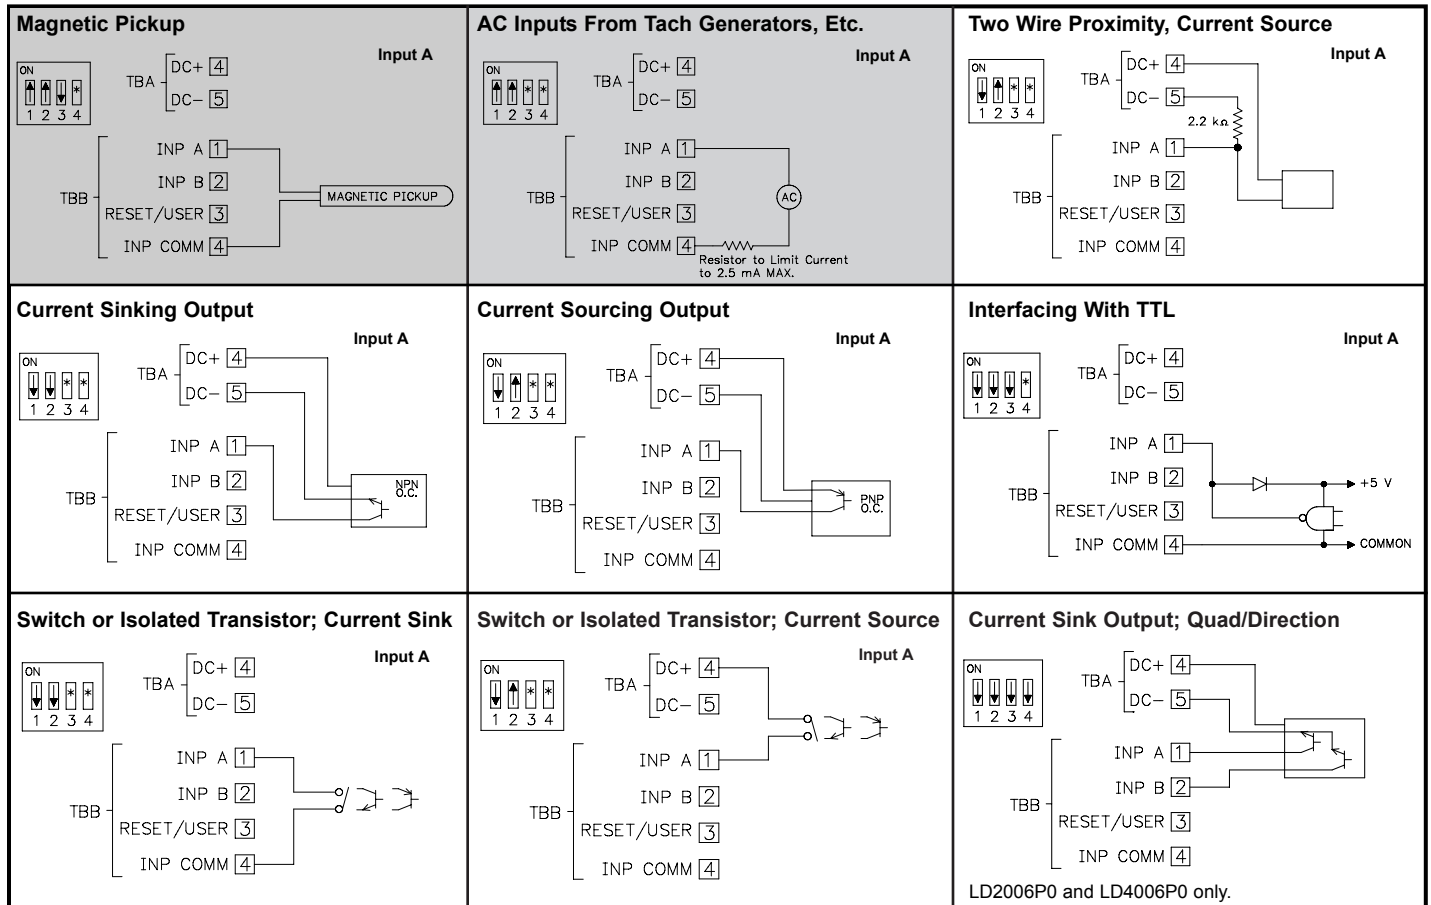 Magnetic Pickup
Input A
ON
1 2 3 4
*
TBA
DC+ 4
DC− 5
TBB
INP A 1
INP B 2
RESET/USER 3
INP COMM 4
MAGNETIC PICKUP
AC Inputs From Tach Generators, Etc.
Input A
ON
* *
1 2 3 4
TBA
DC+ 4
DC− 5
TBB
INP A 1
INP B 2
RESET/USER 3
INP COMM 4
AC
Resistor to Limit Current
to 2.5 mA MAX.
Two Wire Proximity, Current Source
Input A
ON
* *
1 2 3 4
TBA
DC+ 4
DC− 5
2.2 kΩ
TBB
INP A 1
INP B 2
RESET/USER 3
INP COMM 4
Current Sinking Output
Input A
ON
* *
1 2 3 4
TBA
DC+ 4
DC− 5
TBB
INP A 1
INP B 2
RESET/USER 3
INP COMM 4
NPN
O.C.
Current Sourcing Output
Input A
ON
* *
1 2 3 4
TBA
DC+ 4
DC− 5
TBB
INP A 1
INP B 2
RESET/USER 3
INP COMM 4
PNP
O.C.
Interfacing With TTL
Input A
ON
*
1 2 3 4
TBA
DC+ 4
DC− 5
TBB
INP A 1
INP B 2
RESET/USER 3
INP COMM 4
+5 V
COMMON
Switch or Isolated Transistor; Current Sink
Input A
ON
* *
1 2 3 4
TBA
DC+ 4
DC− 5
TBB
INP A 1
INP B 2
RESET/USER 3
INP COMM 4
Switch or Isolated Transistor; Current Source
Input A
ON
* *
1 2 3 4
TBA
DC+ 4
DC− 5
TBB
INP A 1
INP B 2
RESET/USER 3
INP COMM 4
Current Sink Output; Quad/Direction
ON
1 2 3 4
TBA
DC+ 4
DC− 5
TBB
INP A 1
INP B 2
RESET/USER 3
INP COMM 4
LD2006P0 and LD4006P0 only.